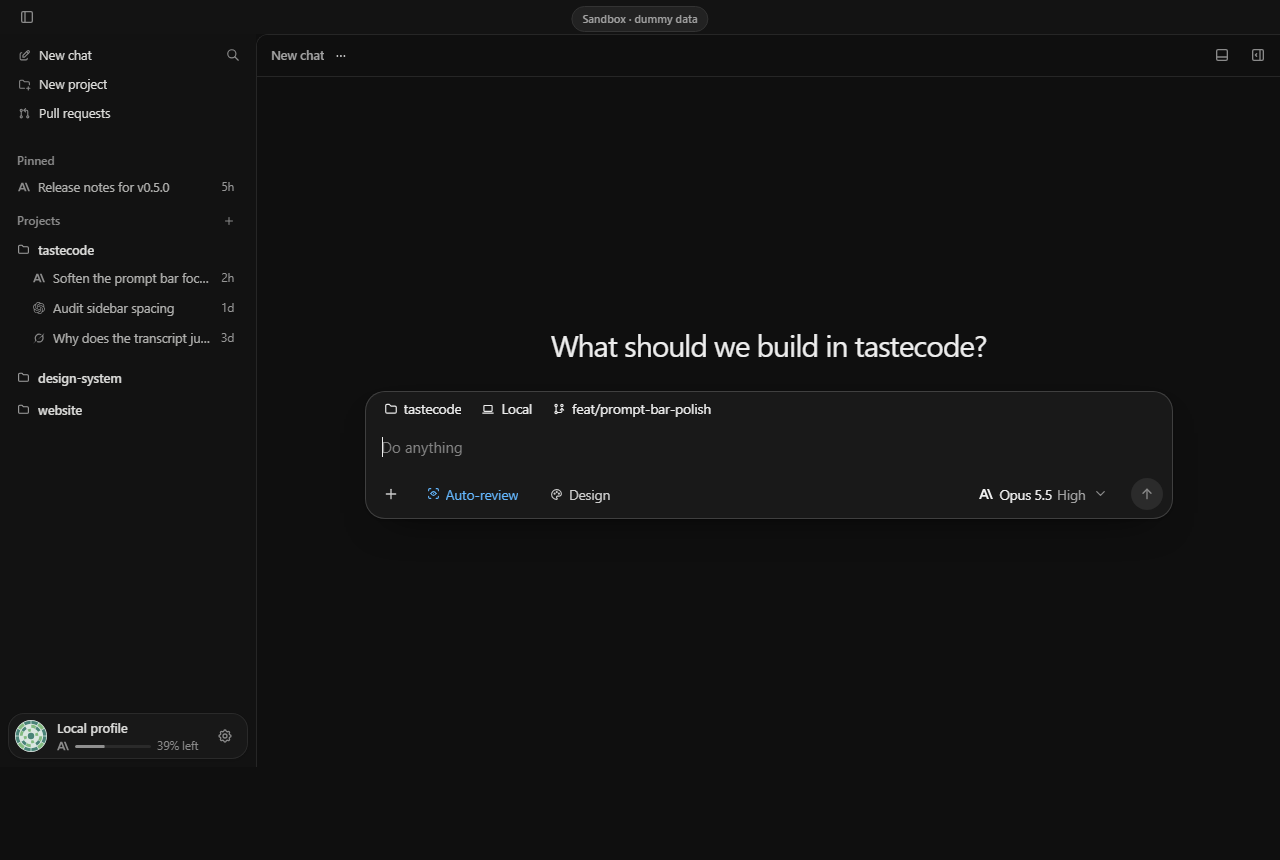 Sandbox · dummy data
New chat
New project
Pull requests
Pinned
Release notes for v0.5.0 5h
Projects
tastecode
Soften the prompt bar foc... 2h
Audit sidebar spacing 1d
Why does the transcript ju... 3d
design-system
website
Local profile
39% left
New chat ...
What should we build in tastecode?
tastecode Local feat/prompt-bar-polish
Do anything
Auto-review Design Opus 5.5 High